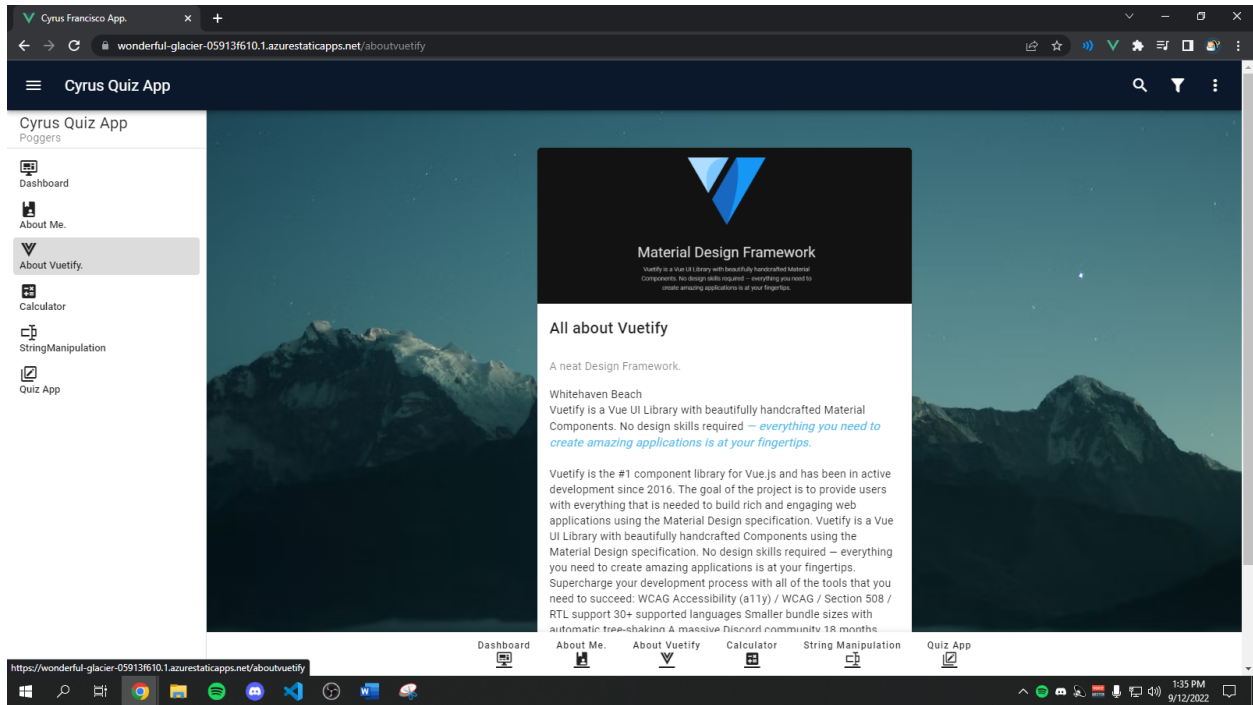 Cyrus Francisco App.
wonderful-glacier-05913f610.1.azurestaticapps.net/aboutvuetify
Cyrus Quiz App
Cyrus Quiz App
Poggers
Dashboard
About Me.
About Vuetify.
Calculator
StringManipulation
Quiz App
Material Design Framework
Vuetify is a Vue UI Library with beautifully handcrafted Material
Components. No design skills required — everything you need to
create amazing applications is at your fingertips.
All about Vuetify
A neat Design Framework.
Whitehaven Beach
Vuetify is a Vue UI Library with beautifully handcrafted Material
Components. No design skills required — everything you need to
create amazing applications is at your fingertips.
Vuetify is the #1 component library for Vue.js and has been in active
development since 2016. The goal of the project is to provide users
with everything that is needed to build rich and engaging web
applications using the Material Design specification. Vuetify is a Vue
UI Library with beautifully handcrafted Components using the
Material Design specification. No design skills required — everything
you need to create amazing applications is at your fingertips.
Supercharge your development process with all of the tools that you
need to succeed: WCAG Accessibility (a11y) / WCAG / Section 508 /
RTL support 30+ supported languages Smaller bundle sizes with
automatic tree-shaking A massive Discord community 18 months
Dashboard About Me. About Vuetify Calculator String Manipulation Quiz App
https://wonderful-glacier-05913f610.1.azurestaticapps.net/aboutvuetify
1:35 PM
9/12/2022